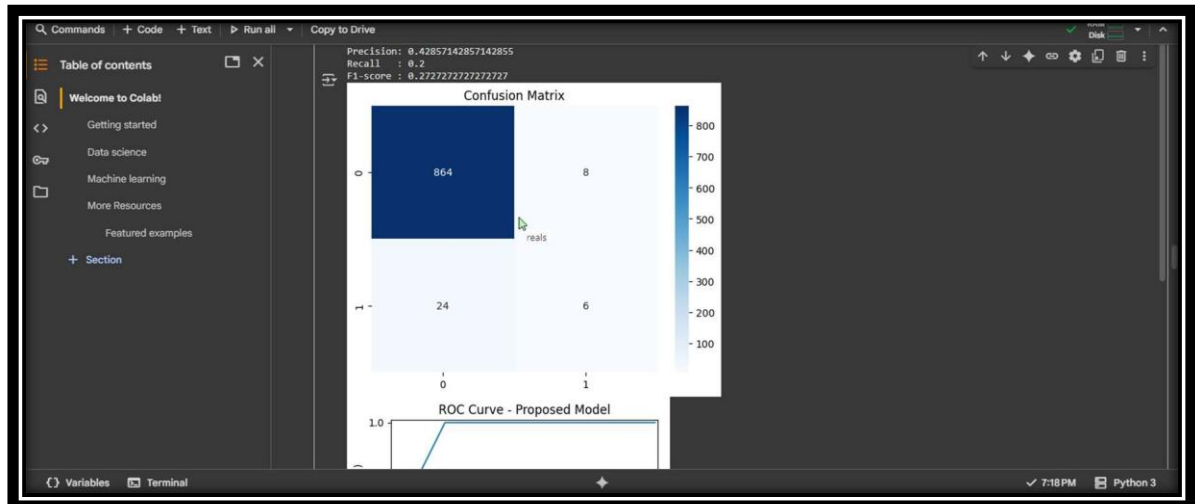 Commands + Code + Text Run all Copy to Drive
Disk
Table of contents
Welcome to Colab!
Getting started
Data science
Machine learning
More Resources
Featured examples
+ Section
Precision: 0.42857142857142855
Recall : 0.2
F1-score : 0.2727272727272727
Confusion Matrix
0 864 8
reals
1 24 6
0 1
800
700
600
500
400
300
200
100
ROC Curve - Proposed Model
1.0
{} Variables Terminal 7:18 PM Python 3